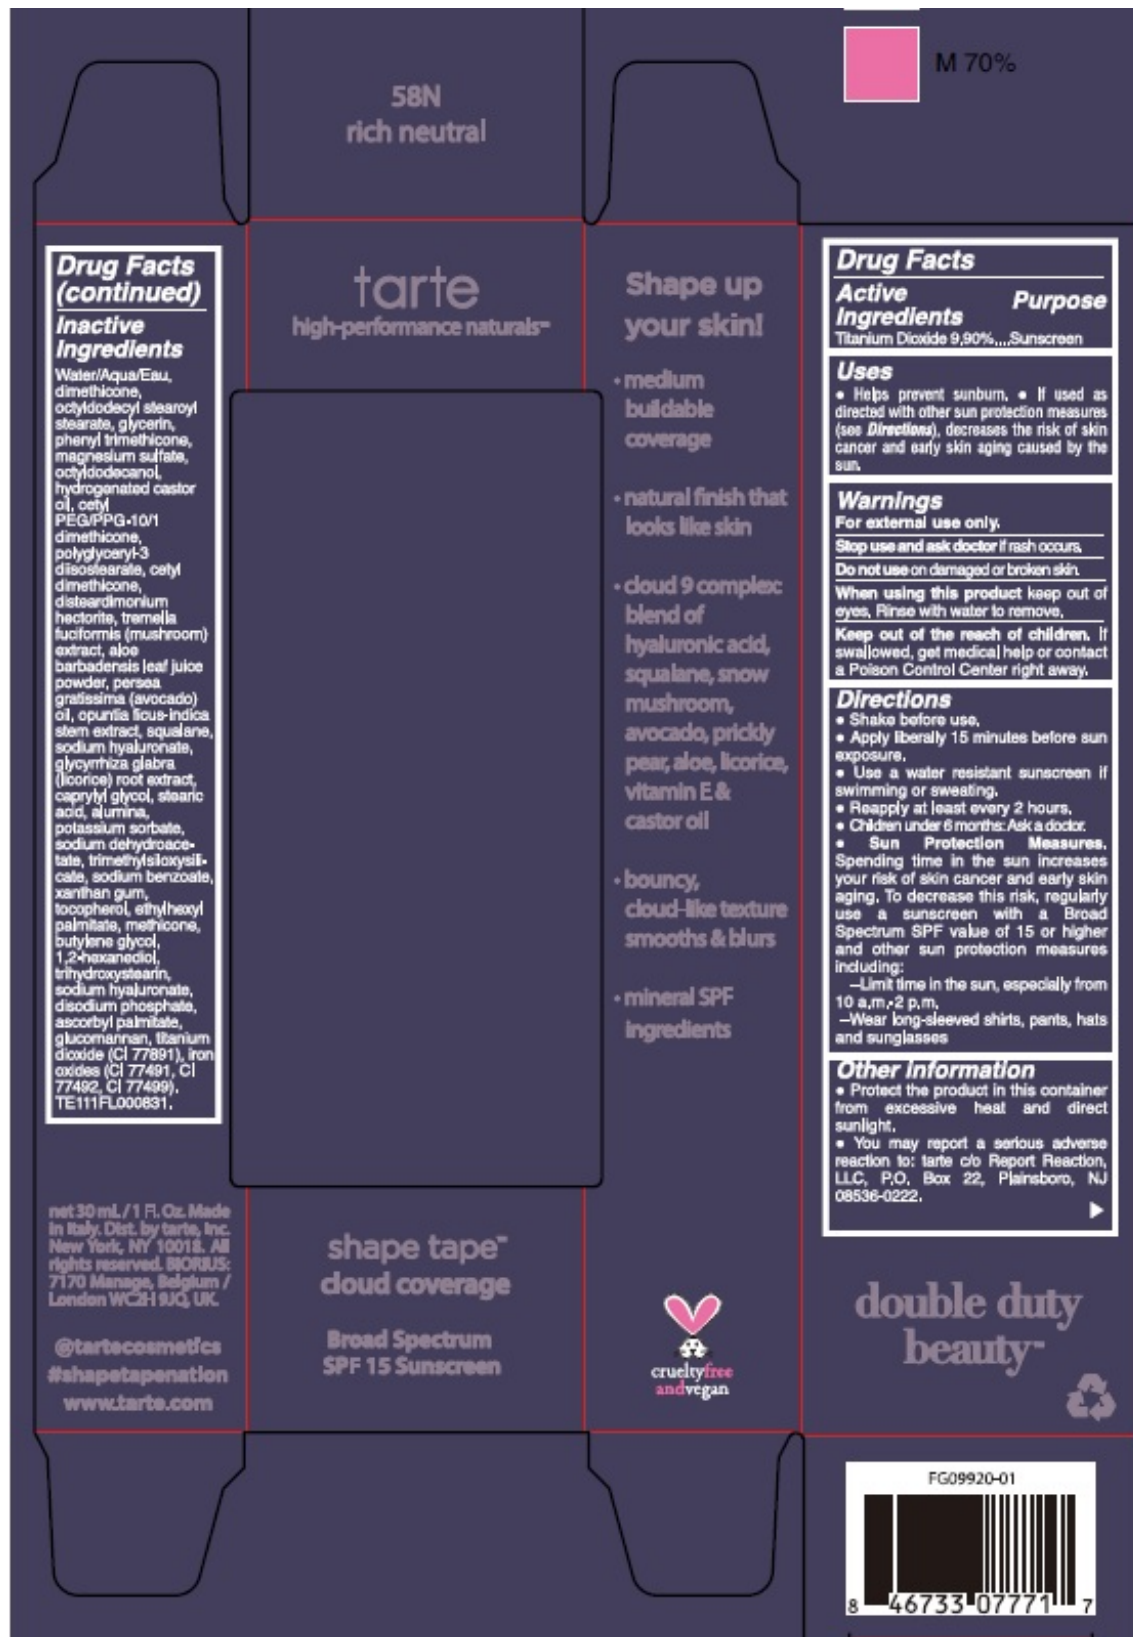 M 70%
58N
rich neutral
Drug Facts
(continued)
Inactive
Ingredients
Water/Aqua/Eau,
dimethicone,
octyldodecyl stearoyl
stearate, glycerin,
phenyl trimethicone,
magnesium sulfate,
octyldodecanol,
hydrogenated castor
oil, cetyl
PEG/PPG-10/1
dimethicone,
polyglyceryl-3
diisostearate, cetyl
dimethicone,
disteardimonium
hectorite, tremella
fuciformis (mushroom)
extract, aloe
barbadensis leaf juice
powder, persea
gratissima (avocado)
oil, opuntia ficus-indica
stem extract, squalane,
sodium hyaluronate,
glycyrrhiza glabra
(licorice) root extract,
caprylyl glycol, stearic
acid, alumina,
potassium sorbate,
sodium dehydroace-
tate, trimethylsiloxysili-
cate, sodium benzoate,
xanthan gum,
tocopherol, ethylhexyl
palmitate, methicone,
butylene glycol,
1,2-hexanediol,
trihydroxystearin,
sodium hyaluronate,
disodium phosphate,
ascorbyl palmitate,
glucomannan, titanium
dioxide (CI 77891), iron
oxides (CI 77491, CI
77492, CI 77499).
TE111FL000831.
net 30 mL / 1 Fl. Oz. Made
in Italy. Dist. by tarte, inc.
New York, NY 10018. All
rights reserved. BIORIUS:
7170 Manage, Belgium /
London WC2H 9JQ, UK.
@tartecosmetics
#shapetapenation
www.tarte.com
tarte
high-performance naturals™
shape tape™
cloud coverage
Broad Spectrum
SPF 15 Sunscreen
Shape up
your skin!
• medium
buildable
coverage
• natural finish that
looks like skin
• cloud 9 complex:
blend of
hyaluronic acid,
squalane, snow
mushroom,
avocado, prickly
pear, aloe, licorice,
vitamin E &
castor oil
• bouncy,
cloud-like texture
smooths & blurs
• mineral SPF
ingredients
crueltyfree
andvegan
Drug Facts
Active
Ingredients Purpose
Titanium Dioxide 9.90%....Sunscreen
Uses
● Helps prevent sunburn. ● If used as
directed with other sun protection measures
(see Directions), decreases the risk of skin
cancer and early skin aging caused by the
sun.
Warnings
For external use only.
Stop use and ask doctor if rash occurs.
Do not use on damaged or broken skin.
When using this product keep out of
eyes. Rinse with water to remove.
Keep out of the reach of children. If
swallowed, get medical help or contact
a Poison Control Center right away.
Directions
● Shake before use.
● Apply liberally 15 minutes before sun
exposure.
● Use a water resistant sunscreen if
swimming or sweating.
● Reapply at least every 2 hours.
● Children under 6 months: Ask a doctor.
● Sun Protection Measures.
Spending time in the sun increases
your risk of skin cancer and early skin
aging. To decrease this risk, regularly
use a sunscreen with a Broad
Spectrum SPF value of 15 or higher
and other sun protection measures
including:
–Limit time in the sun, especially from
10 a.m.-2 p.m.
–Wear long-sleeved shirts, pants, hats
and sunglasses
Other information
● Protect the product in this container
from excessive heat and direct
sunlight.
● You may report a serious adverse
reaction to: tarte c/o Report Reaction,
LLC, P.O. Box 22, Plainsboro, NJ
08536-0222.
double duty
beauty™
FG09920-01
8 46733 07771 7